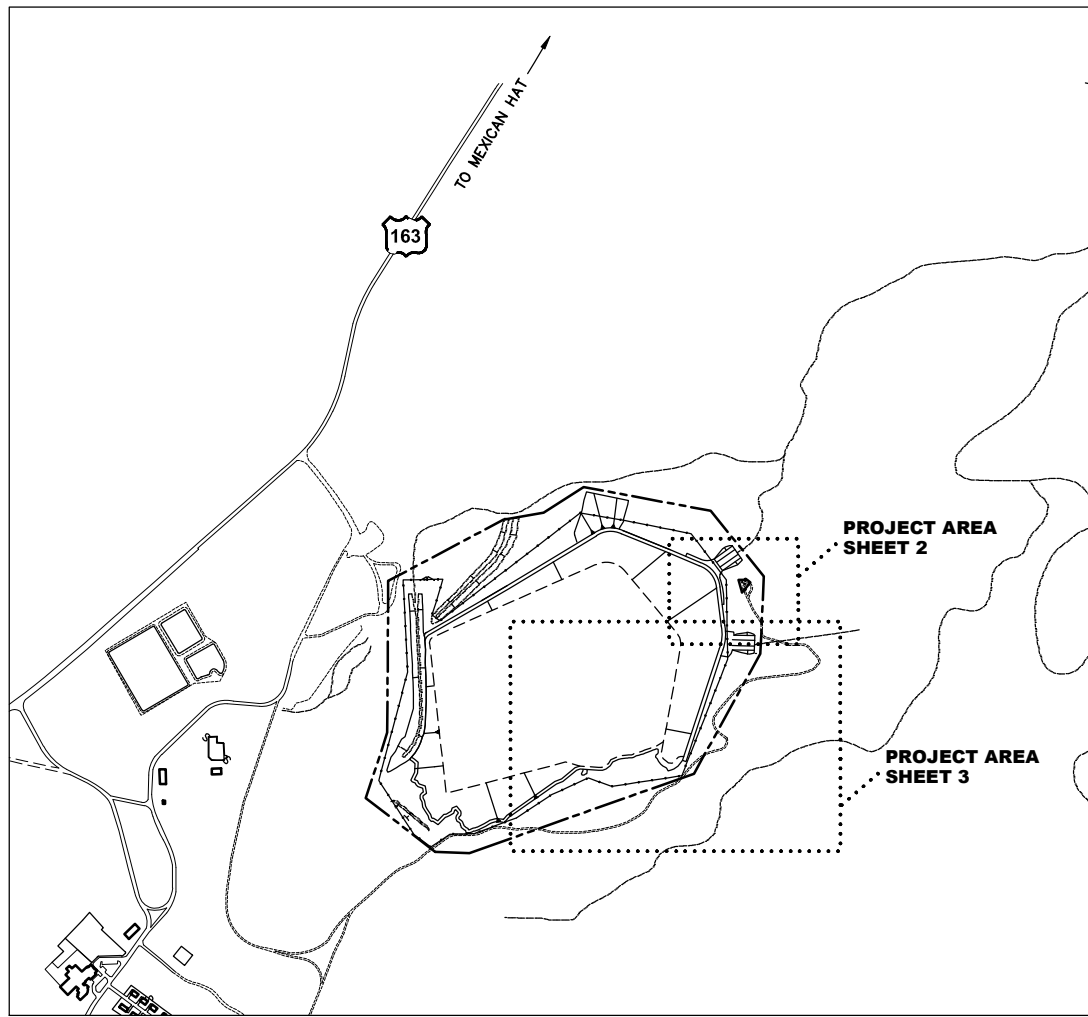 TO MEXICAN HAT
163
PROJECT AREA
SHEET 2
PROJECT AREA
SHEET 3